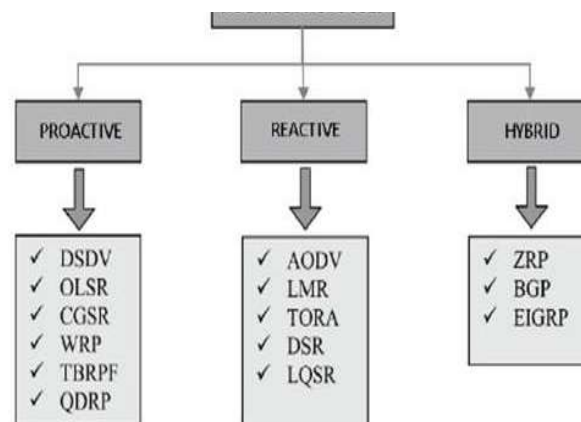 PROACTIVE
REACTIVE
HYBRID
✓ DSDV
✓ OLSR
✓ CGSR
✓ WRP
✓ TBRPF
✓ QDRP
✓ AODV
✓ LMR
✓ TORA
✓ DSR
✓ LQSR
✓ ZRP
✓ BGP
✓ EIGRP